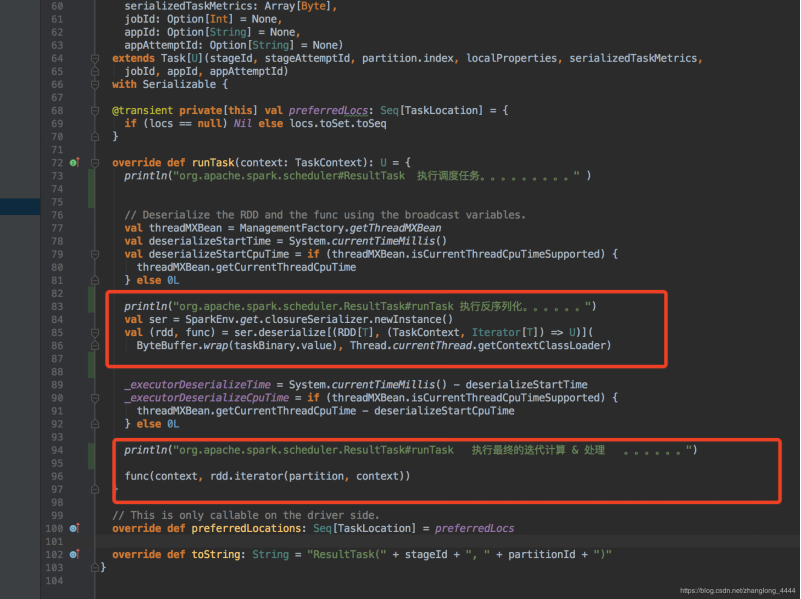 60 serializedTaskMetrics: Array[Byte],
61 jobId: Option[Int] = None,
62 appId: Option[String] = None,
63 appAttemptId: Option[String] = None)
64 extends Task[U](stageId, stageAttemptId, partition.index, localProperties, serializedTaskMetrics,
65 jobId, appId, appAttemptId)
66 with Serializable {
67
68 @transient private[this] val preferredLocs: Seq[TaskLocation] = {
69 if (locs == null) Nil else locs.toSet.toSeq
70 }
71
72 override def runTask(context: TaskContext): U = {
73 println("org.apache.spark.scheduler#ResultTask 执行调度任务。。。。。。。。。" )
74
75
76 // Deserialize the RDD and the func using the broadcast variables.
77 val threadMXBean = ManagementFactory.getThreadMXBean
78 val deserializeStartTime = System.currentTimeMillis()
79 val deserializeStartCpuTime = if (threadMXBean.isCurrentThreadCpuTimeSupported) {
80 threadMXBean.getCurrentThreadCpuTime
81 } else 0L
82
83 println("org.apache.spark.scheduler.ResultTask#runTask 执行反序列化。。。。。。")
84 val ser = SparkEnv.get.closureSerializer.newInstance()
85 val (rdd, func) = ser.deserialize[(RDD[T], (TaskContext, Iterator[T]) => U)](
86 ByteBuffer.wrap(taskBinary.value), Thread.currentThread.getContextClassLoader)
87
88
89 _executorDeserializeTime = System.currentTimeMillis() - deserializeStartTime
90 _executorDeserializeCpuTime = if (threadMXBean.isCurrentThreadCpuTimeSupported) {
91 threadMXBean.getCurrentThreadCpuTime - deserializeStartCpuTime
92 } else 0L
93
94 println("org.apache.spark.scheduler.ResultTask#runTask 执行最终的迭代计算 & 处理 。。。。。。")
95
96 func(context, rdd.iterator(partition, context))
97 }
98
99 // This is only callable on the driver side.
100 override def preferredLocations: Seq[TaskLocation] = preferredLocs
101
102 override def toString: String = "ResultTask(" + stageId + ", " + partitionId + ")"
103 }
104
https://blog.csdn.net/zhanglong_4444